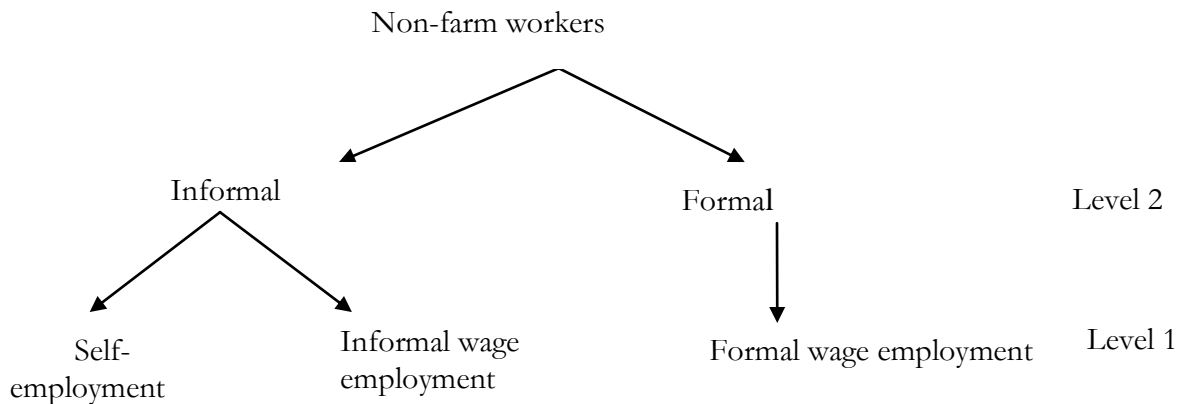 Non-farm workers
Informal
Formal
Level 2
Self-
employment
Informal wage
employment
Formal wage employment
Level 1